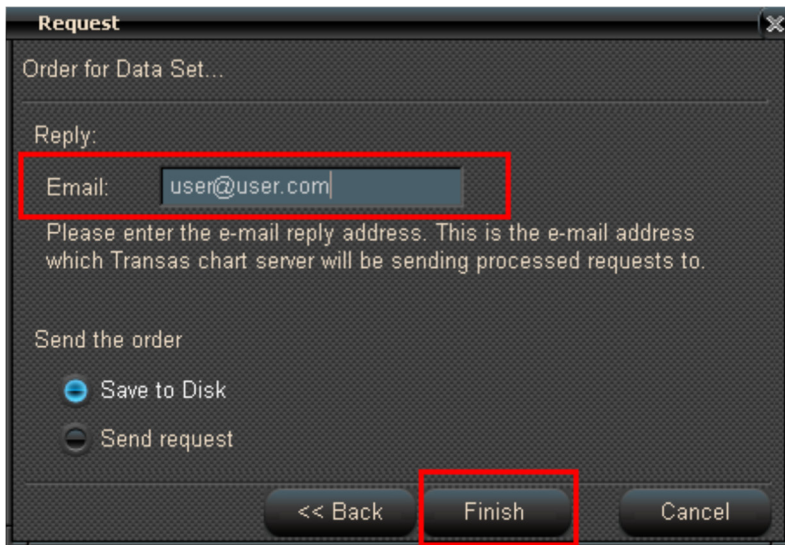 Request
Order for Data Set...
Reply:
Email: user@user.com
Please enter the e-mail reply address. This is the e-mail address
which Transas chart server will be sending processed requests to.
Send the order
Save to Disk
Send request
<< Back Finish Cancel